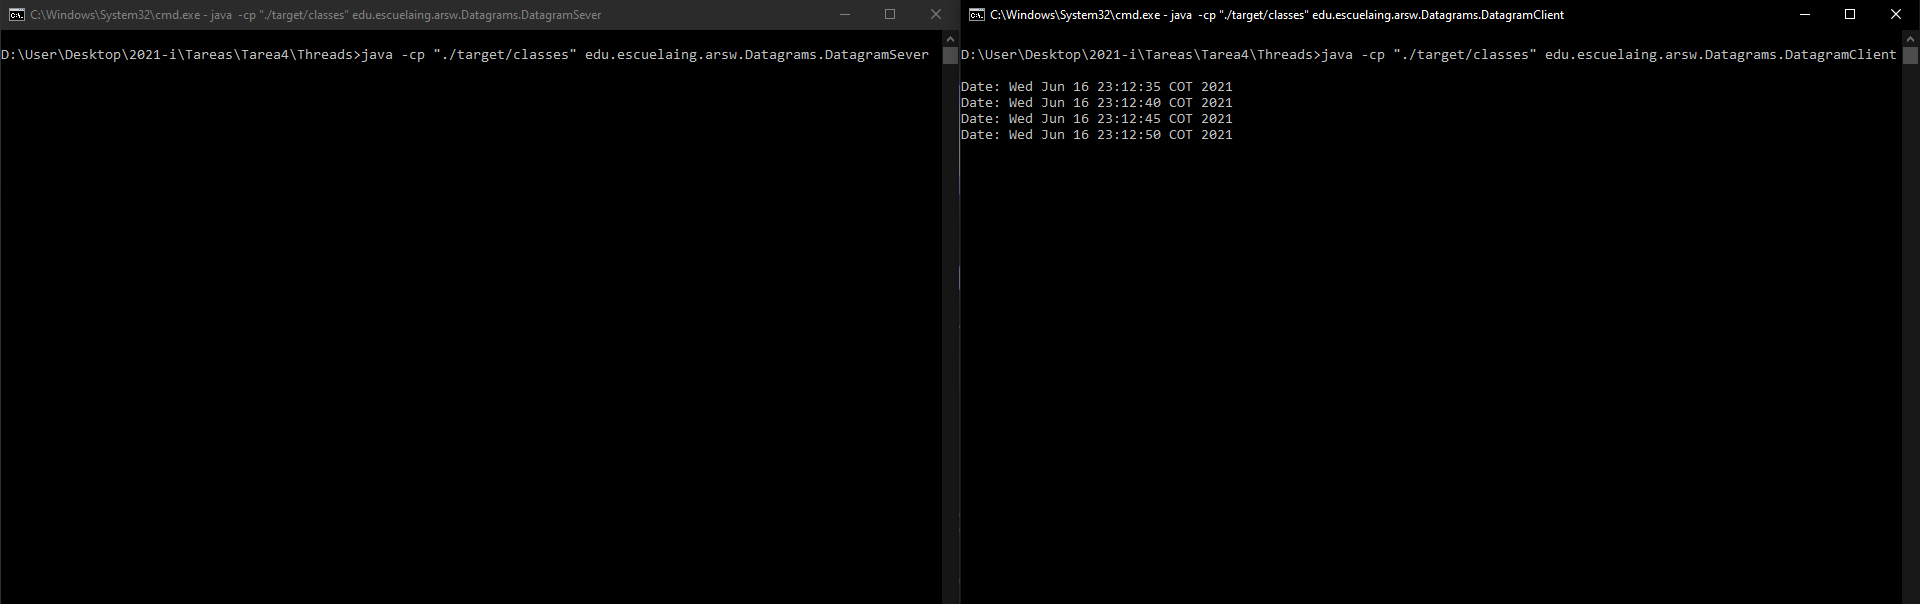 C:\Windows\System32\cmd.exe - java  -cp "./target/classes" edu.escuelaing.arsw.Datagrams.DatagramSever
D:\User\Desktop\2021-i\Tareas\Tarea4\Threads>java -cp "./target/classes" edu.escuelaing.arsw.Datagrams.DatagramSever
C:\Windows\System32\cmd.exe - java  -cp "./target/classes" edu.escuelaing.arsw.Datagrams.DatagramClient
D:\User\Desktop\2021-i\Tareas\Tarea4\Threads>java -cp "./target/classes" edu.escuelaing.arsw.Datagrams.DatagramClient
Date: Wed Jun 16 23:12:35 COT 2021
Date: Wed Jun 16 23:12:40 COT 2021
Date: Wed Jun 16 23:12:45 COT 2021
Date: Wed Jun 16 23:12:50 COT 2021